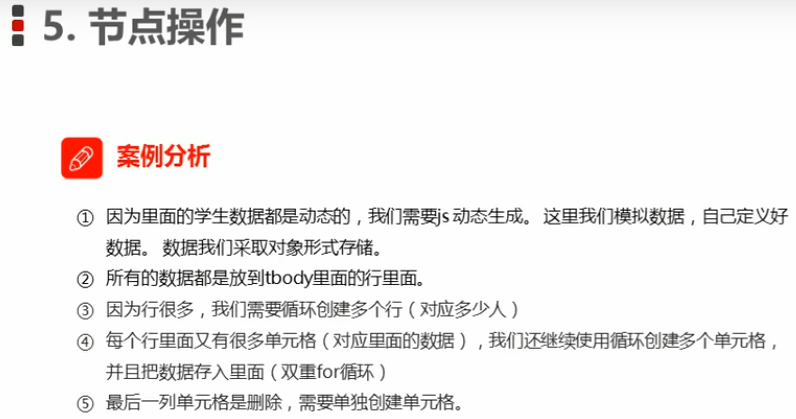 5. 节点操作
案例分析
① 因为里面的学生数据都是动态的，我们需要js 动态生成。 这里我们模拟数据，自己定义好
数据。 数据我们采取对象形式存储。
② 所有的数据都是放到tbody里面的行里面。
③ 因为行很多，我们需要循环创建多个行（对应多少人）
④ 每个行里面又有很多单元格（对应里面的数据），我们还继续使用循环创建多个单元格，
并且把数据存入里面（双重for循环）
⑤ 最后一列单元格是删除，需要单独创建单元格。